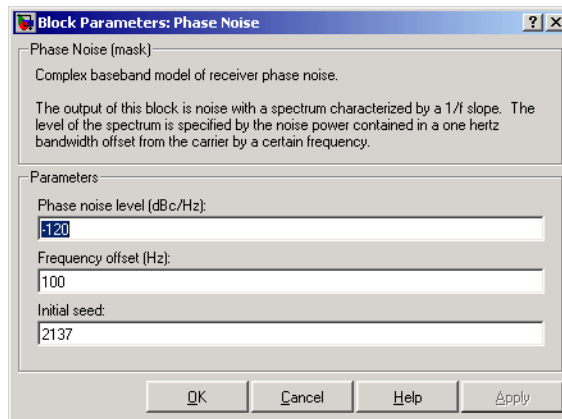 Block Parameters: Phase Noise
Phase Noise (mask)
Complex baseband model of receiver phase noise.
The output of this block is noise with a spectrum characterized by a 1/f slope. The
level of the spectrum is specified by the noise power contained in a one hertz
bandwidth offset from the carrier by a certain frequency.
Parameters
Phase noise level (dBc/Hz):
-120
Frequency offset (Hz):
100
Initial seed:
2137
OK Cancel Help Apply